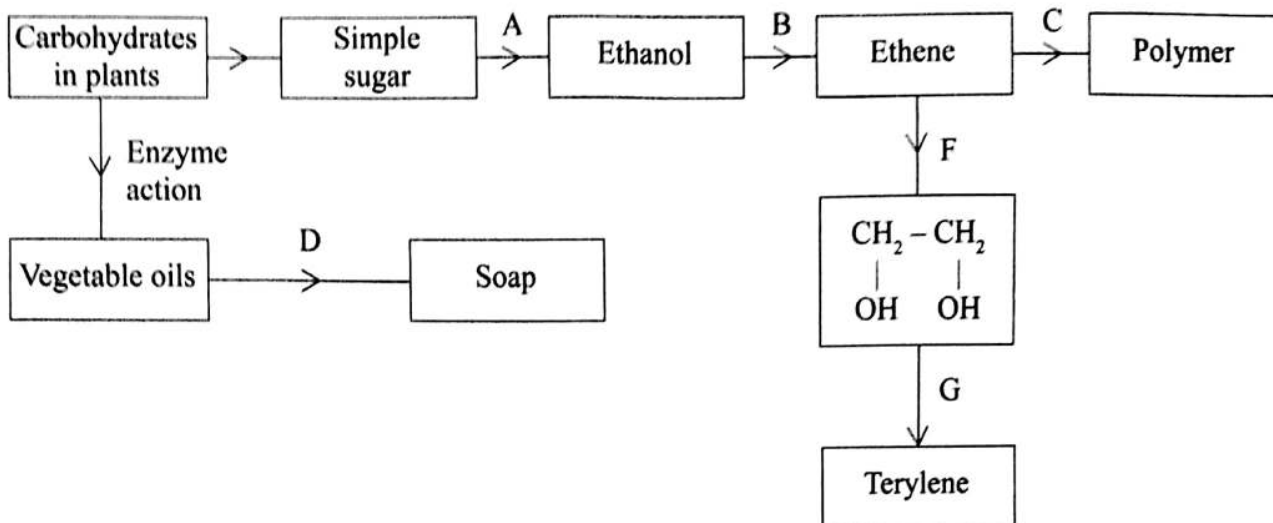 Carbohydrates
in plants
Simple
sugar
A
Ethanol
B
Ethene
C
Polymer
Enzyme
action
F
Vegetable oils
D
Soap
CH₂ – CH₂
| |
OH OH
G
Terylene